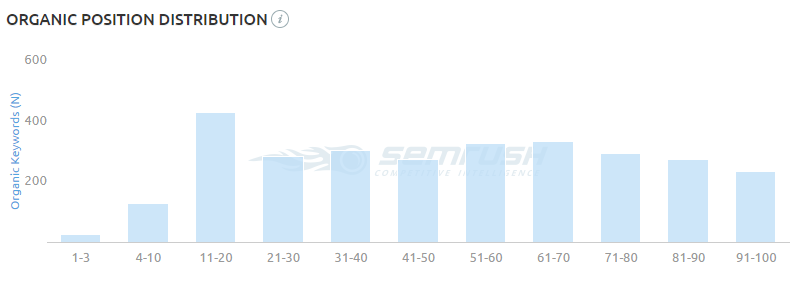 ORGANIC POSITION DISTRIBUTION i
Organic Keywords (N)
600
400
200
semrush
COMPETITIVE INTELLIGENCE
1-3 4-10 11-20 21-30 31-40 41-50 51-60 61-70 71-80 81-90 91-100